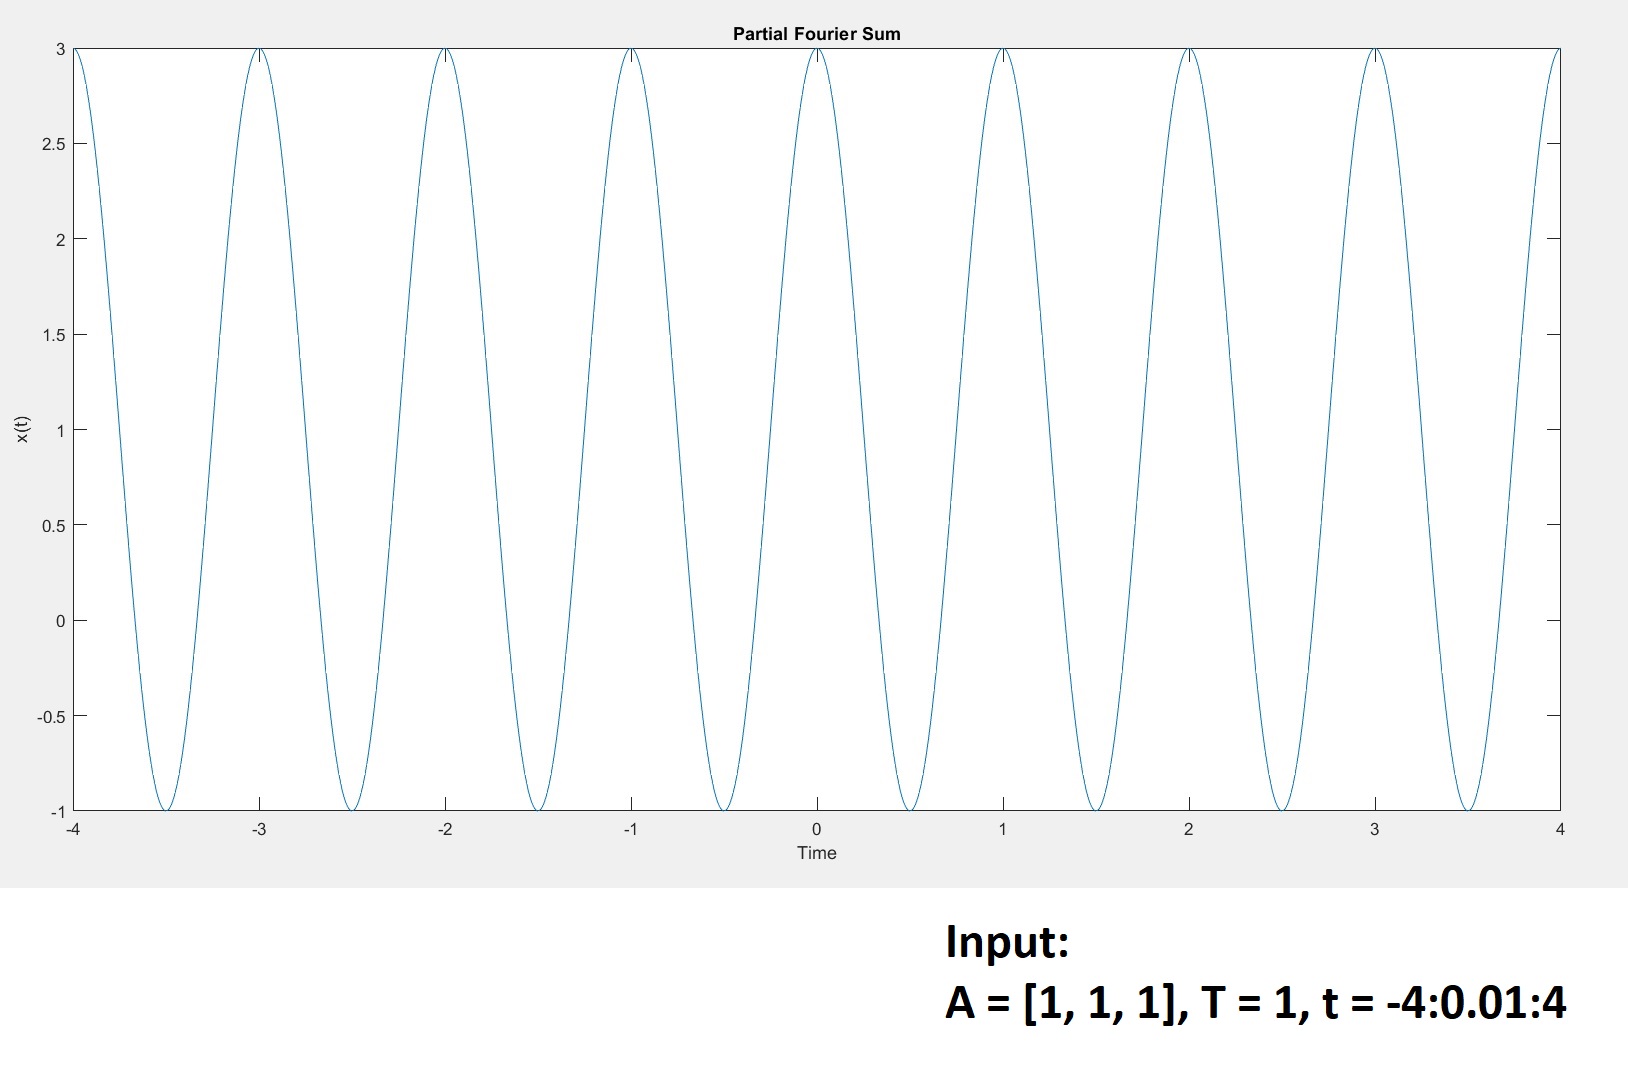 Partial Fourier Sum
3
2.5
2
1.5
1
0.5
0
-0.5
-1
x(t)
-4 -3 -2 -1 0 1 2 3 4
Time
Input:
A = [1, 1, 1], T = 1, t = -4:0.01:4